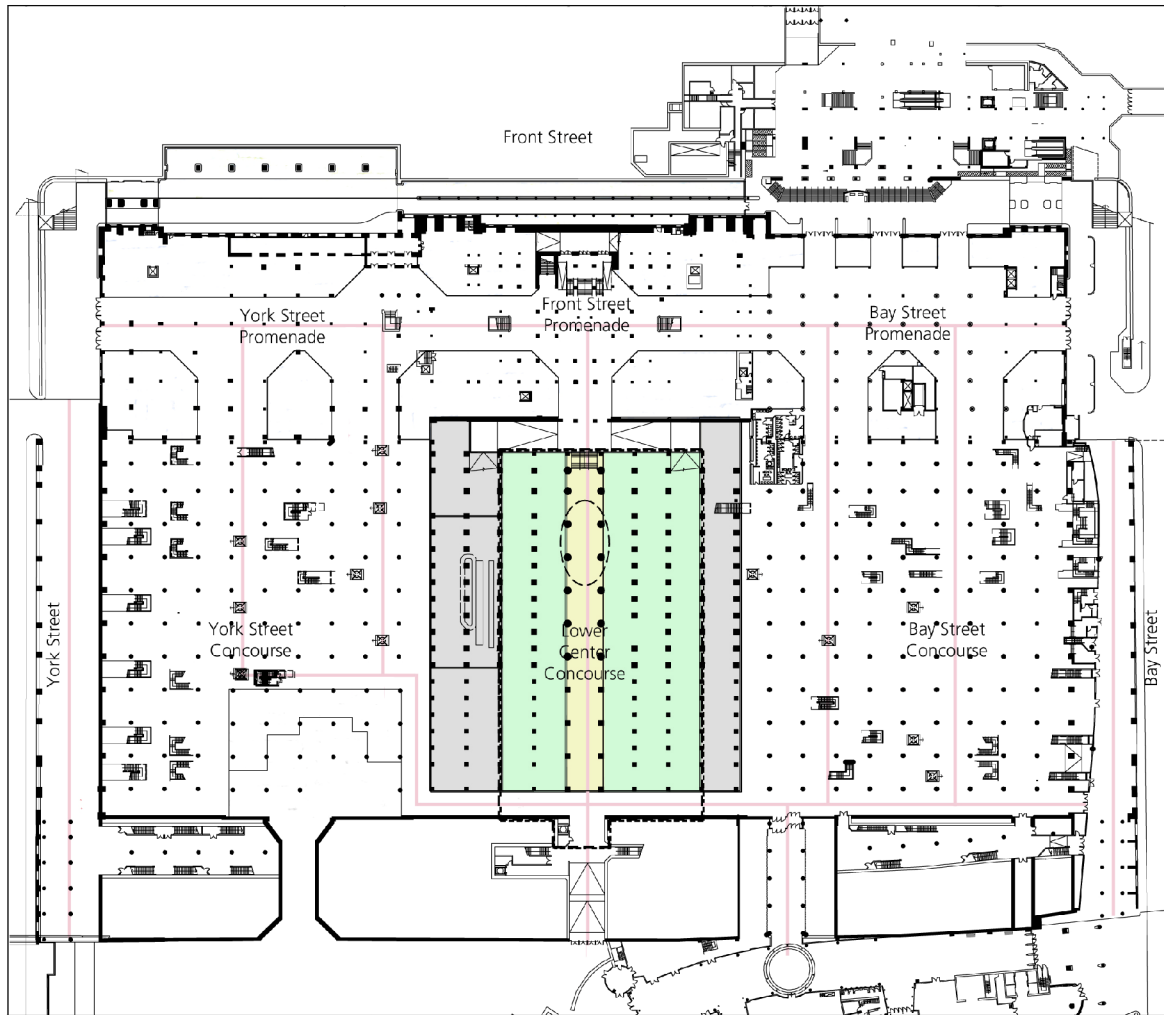 Front Street
York Street
Promenade
Front Street
Promenade
Bay Street
Promenade
York Street
York Street
Concourse
Lower
Center
Concourse
Bay Street
Concourse
Bay Street